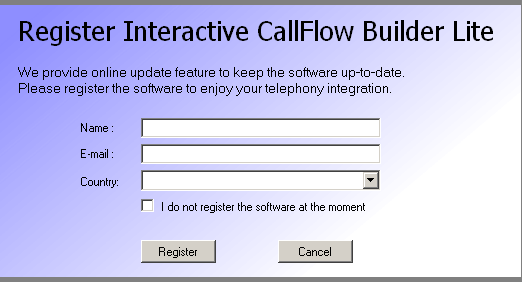 Register Interactive CallFlow Builder Lite
We provide online update feature to keep the software up-to-date.
Please register the software to enjoy your telephony integration.
Name :
E-mail :
Country:
I do not register the software at the moment
Register Cancel